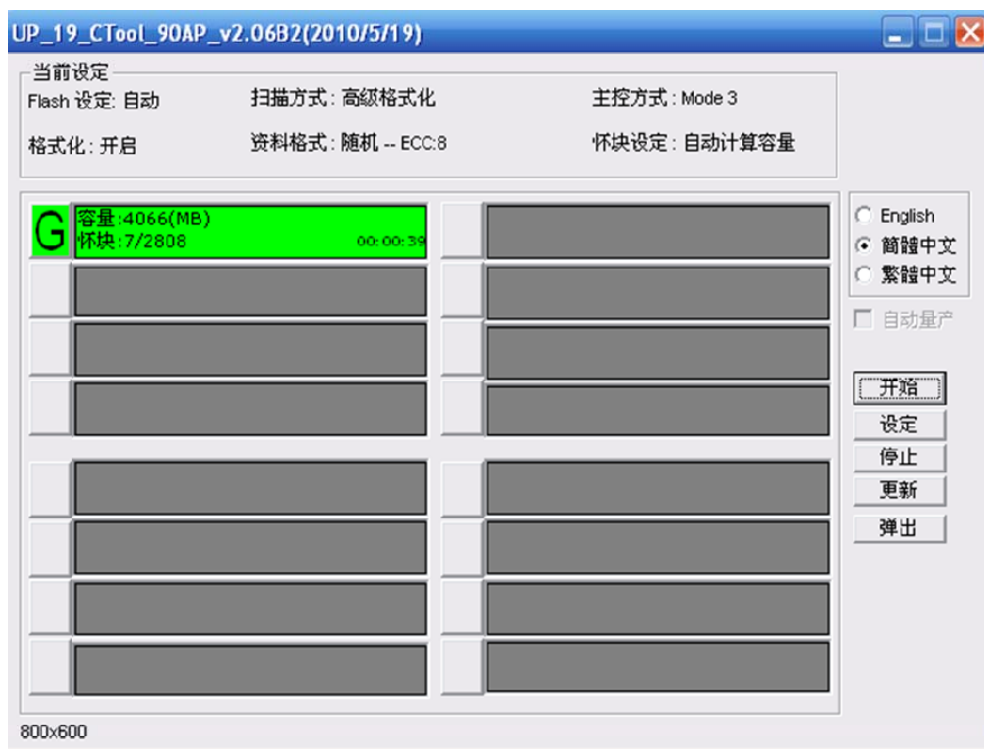 UP_19_CTool_90AP_v2.06B2(2010/5/19)
当前设定
Flash 设定: 自动
扫描方式: 高级格式化
主控方式: Mode 3
格式化: 开启
资料格式: 随机 -- ECC:8
怀块设定: 自动计算容量
G
容量:4066(MB)
怀块:7/2808 00:00:39
English
简體中文
繁體中文
自动量产
开始
设定
停止
更新
弹出
800x600